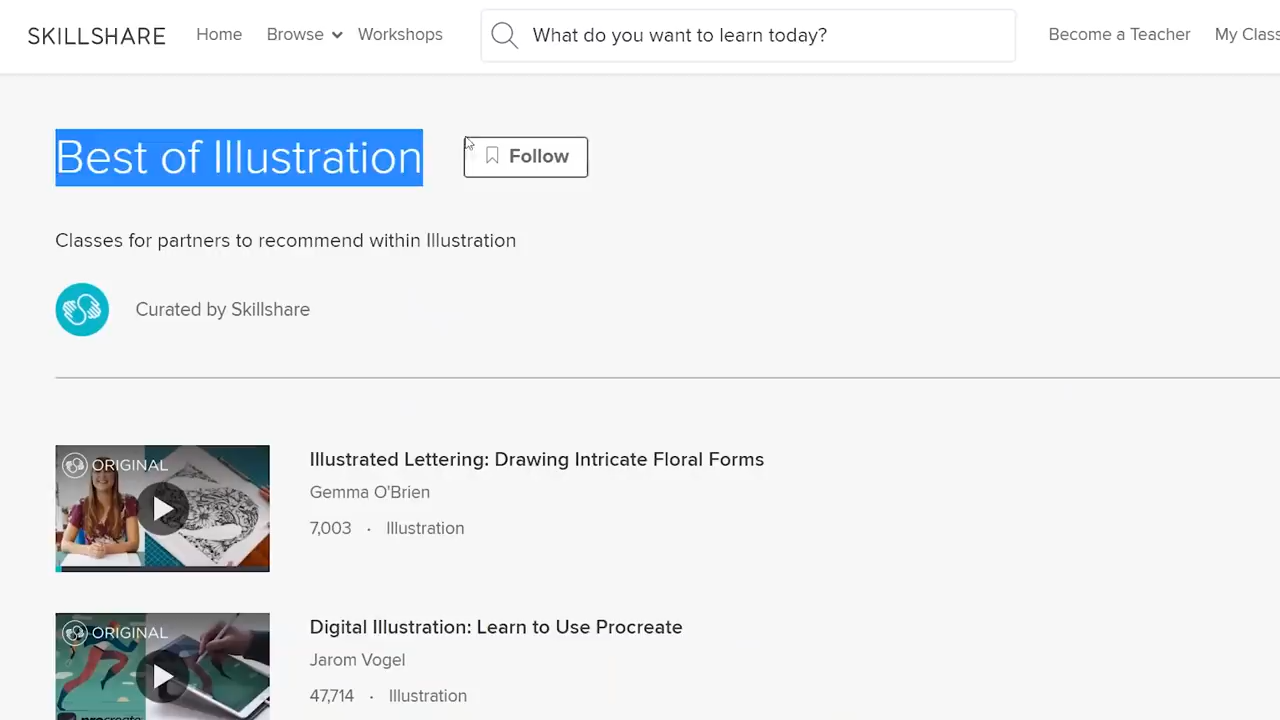 SKILLSHARE Home Browse Workshops What do you want to learn today? Become a Teacher My Class
Best of Illustration Follow
Classes for partners to recommend within Illustration
Curated by Skillshare
ORIGINAL
Illustrated Lettering: Drawing Intricate Floral Forms
Gemma O'Brien
7,003 · Illustration
ORIGINAL
Digital Illustration: Learn to Use Procreate
Jarom Vogel
47,714 · Illustration
procreate